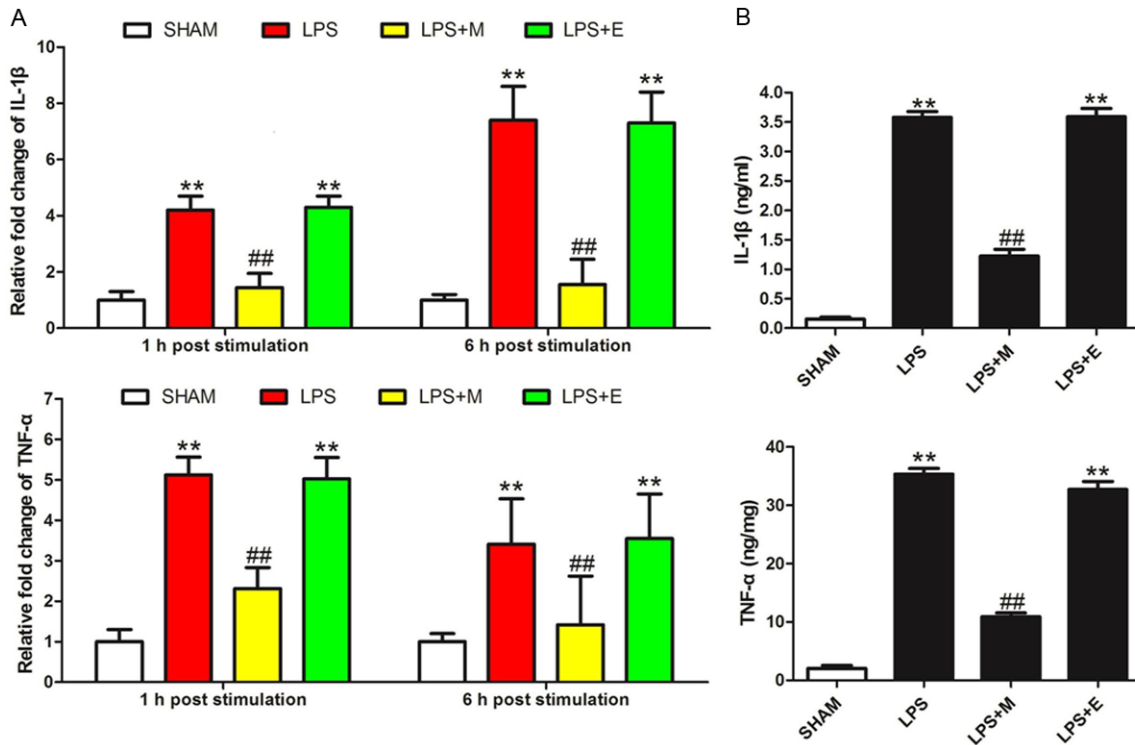 A
SHAM LPS LPS+M LPS+E
Relative fold change of IL-1β
10
8
6
4
2
0
** ## ** ** ## **
1 h post stimulation 6 h post stimulation
SHAM LPS LPS+M LPS+E
Relative fold change of TNF-α
7
6
5
4
3
2
1
0
** ## ** ** ## **
1 h post stimulation 6 h post stimulation
B
IL-1β (ng/ml)
4.0
3.5
3.0
2.5
2.0
1.5
1.0
0.5
0.0
** ## **
SHAM LPS LPS+M LPS+E
TNF-α (ng/mg)
40
30
20
10
0
** ## **
SHAM LPS LPS+M LPS+E